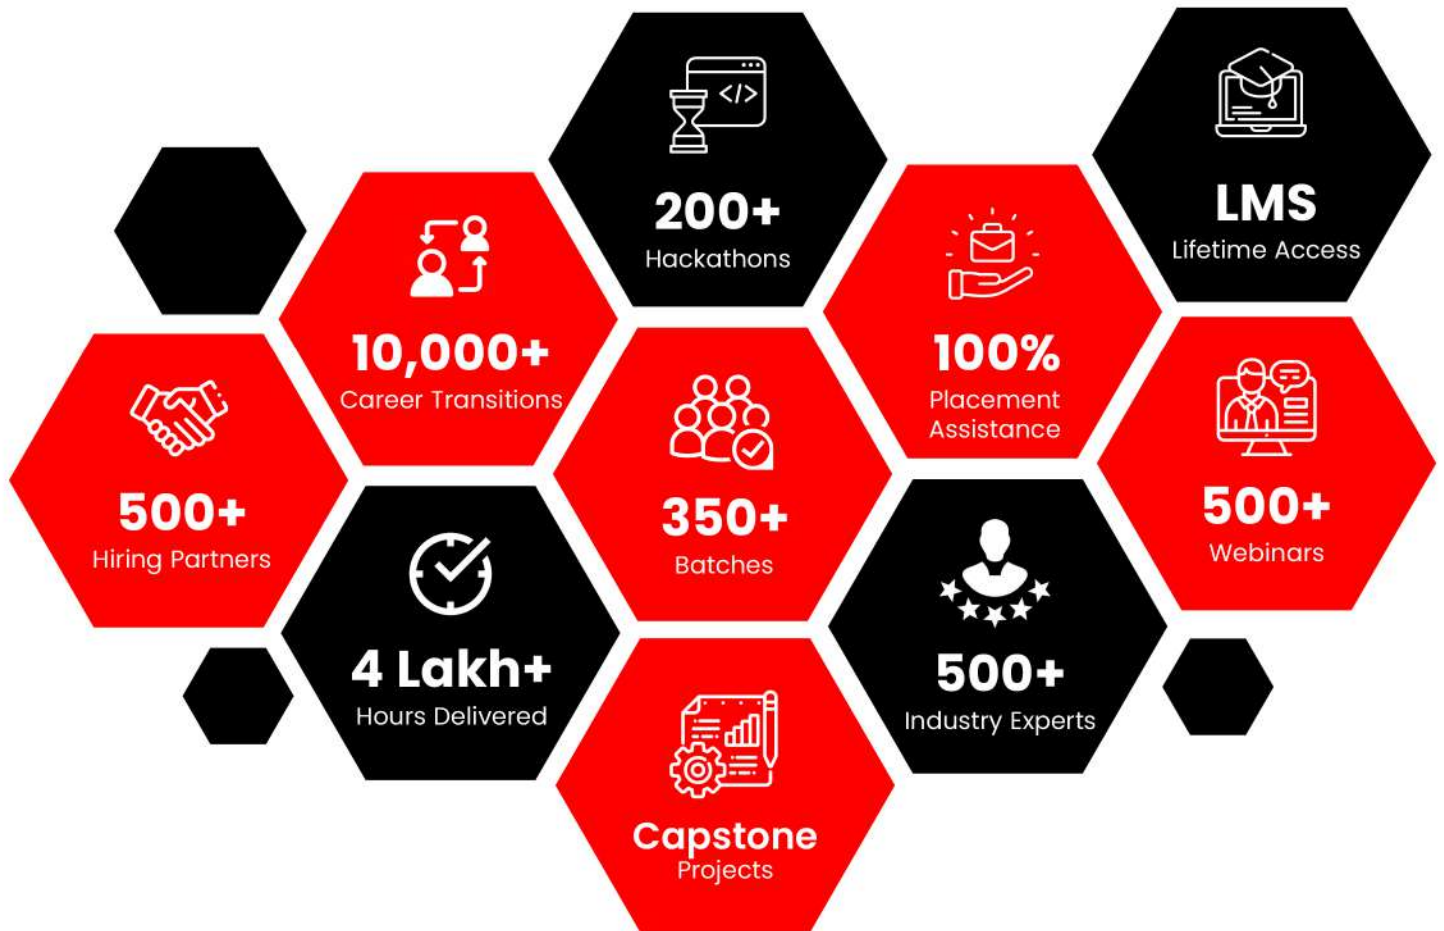 </>
200+
Hackathons
LMS
Lifetime Access
10,000+
Career Transitions
100%
Placement
Assistance
500+
Hiring Partners
350+
Batches
500+
Webinars
4 Lakh+
Hours Delivered
500+
Industry Experts
Capstone
Projects